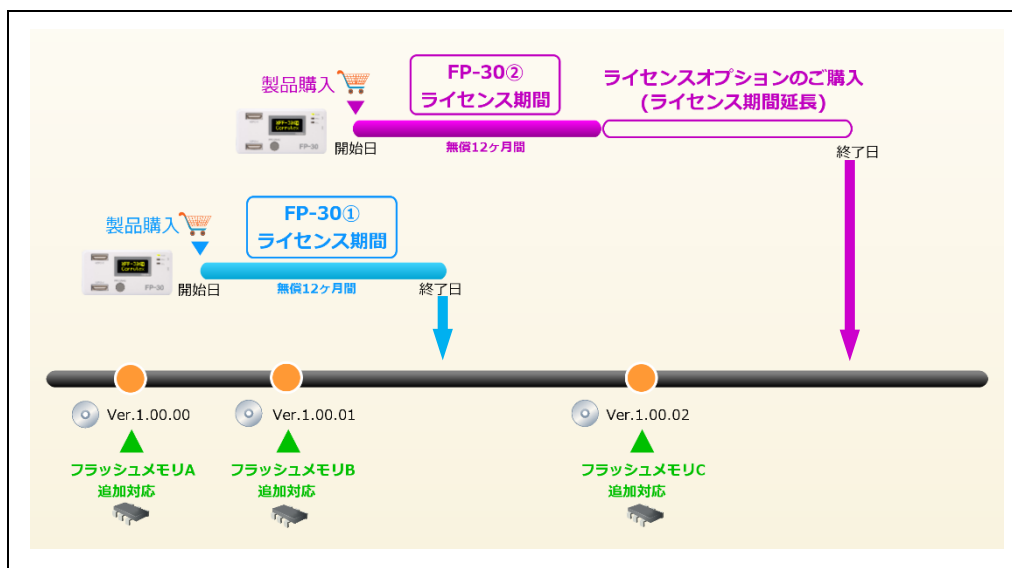 製品購入
FP-30②
ライセンス期間
ライセンスオプションのご購入
(ライセンス期間延長)
FP-30
開始日
無償12ヶ月間
終了日
製品購入
FP-30①
ライセンス期間
FP-30
開始日
無償12ヶ月間
終了日
Ver.1.00.00
Ver.1.00.01
Ver.1.00.02
フラッシュメモリA
追加対応
フラッシュメモリB
追加対応
フラッシュメモリC
追加対応